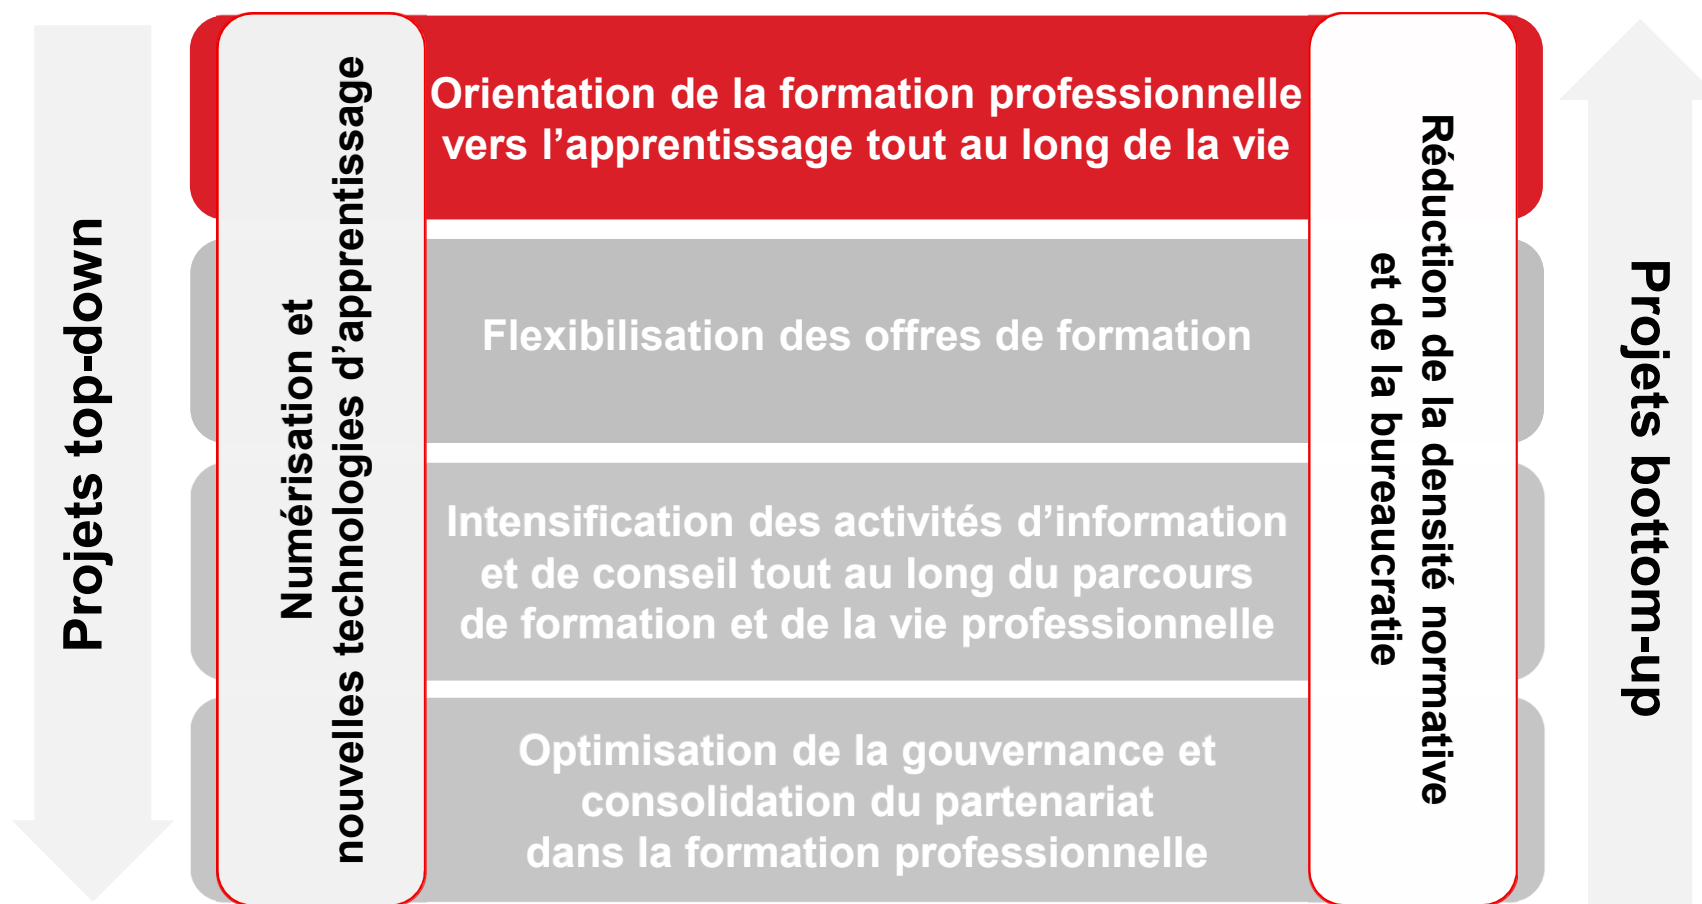 Projets top-down
Numérisation et
nouvelles technologies d’apprentissage
Orientation de la formation professionnelle
vers l’apprentissage tout au long de la vie
Flexibilisation des offres de formation
Intensification des activités d’information
et de conseil tout au long du parcours
de formation et de la vie professionnelle
Optimisation de la gouvernance et
consolidation du partenariat
dans la formation professionnelle
Réduction de la densité normative
et de la bureaucratie
Projets bottom-up